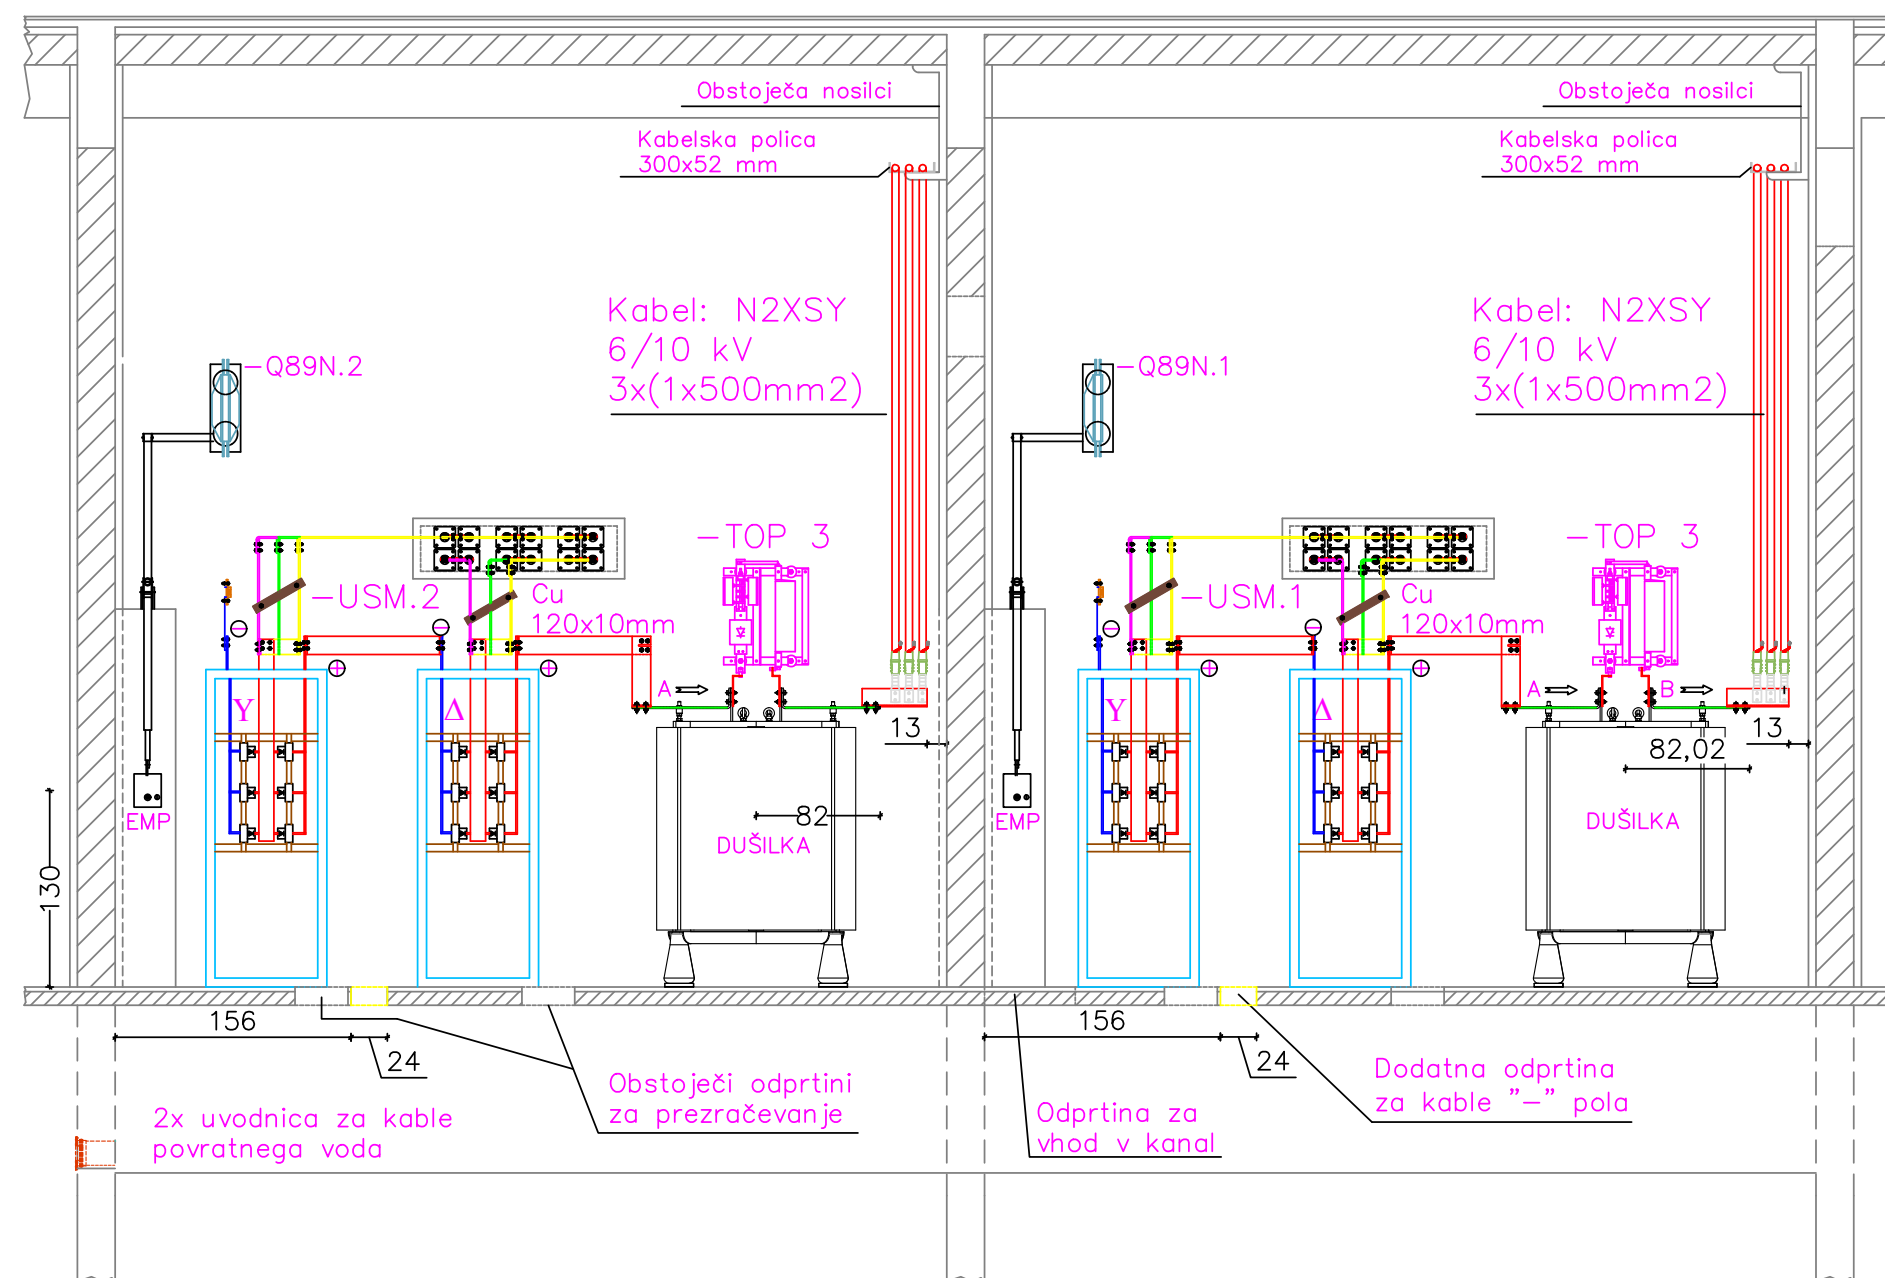 Obstoječa nosilci
Kabelska polica
300x52 mm
Kabel: N2XSY
6/10 kV
3x(1x500mm2)
-Q89N.2
-TOP 3
-USM.2
Cu
120x10mm
A
Y
Δ
13
82
EMP
DUŠILKA
130
156
24
2x uvodnica za kable
povratnega voda
Obstoječi odprtini
za prezračevanje
Obstoječa nosilci
Kabelska polica
300x52 mm
Kabel: N2XSY
6/10 kV
3x(1x500mm2)
-Q89N.1
-TOP 3
-USM.1
Cu
120x10mm
A
B
Y
Δ
13
82,02
EMP
DUŠILKA
156
24
Odprtina za
vhod v kanal
Dodatna odprtina
za kable "-" pola